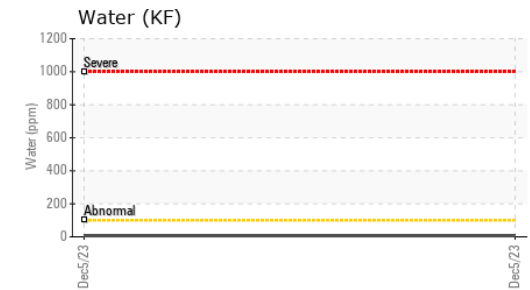 Water (KF)
1200
1000
800
600
400
200
0
Water (ppm)
Severe
Abnormal
Dec5/23
Dec5/23